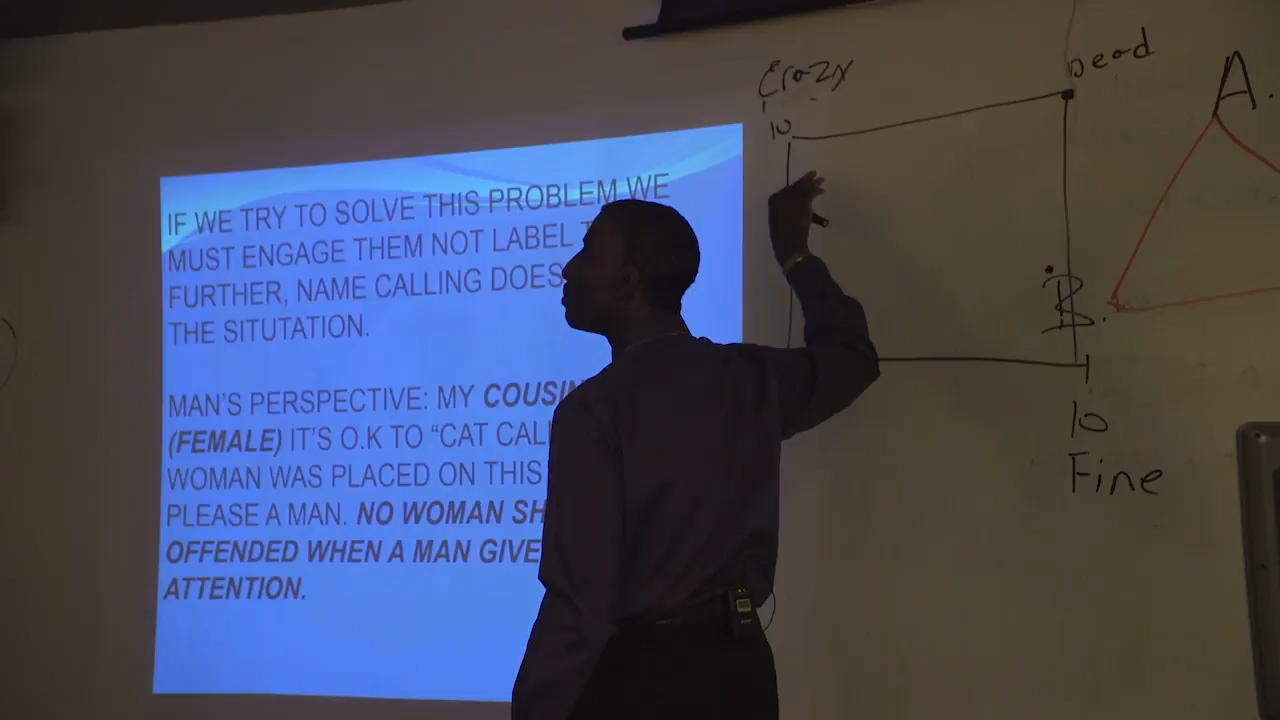 IF WE TRY TO SOLVE THIS PROBLEM WE
MUST ENGAGE THEM NOT LABEL
FURTHER, NAME CALLING DOES
THE SITUTATION.
MAN'S PERSPECTIVE: MY COUSIN
(FEMALE) IT'S O.K TO "CAT CALL
WOMAN WAS PLACED ON THIS
PLEASE A MAN. NO WOMAN SH
OFFENDED WHEN A MAN GIVE
ATTENTION.
Crazy
10
Dead
A.
B.
10
Fine